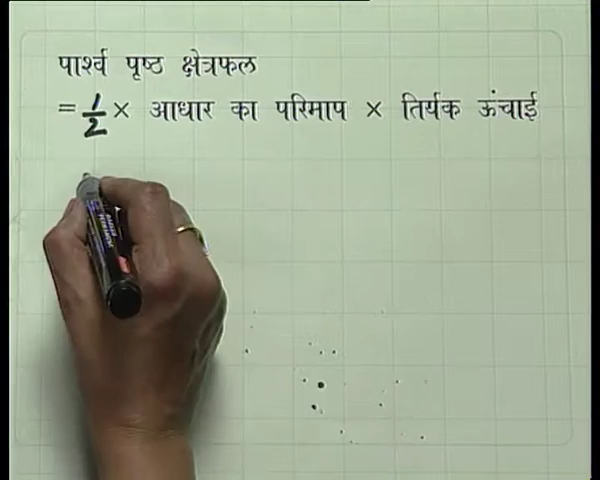 पार्श्व पृष्ठ क्षेत्रफल
= 1/2 × आधार का परिमाप × तिर्यक ऊंचाई